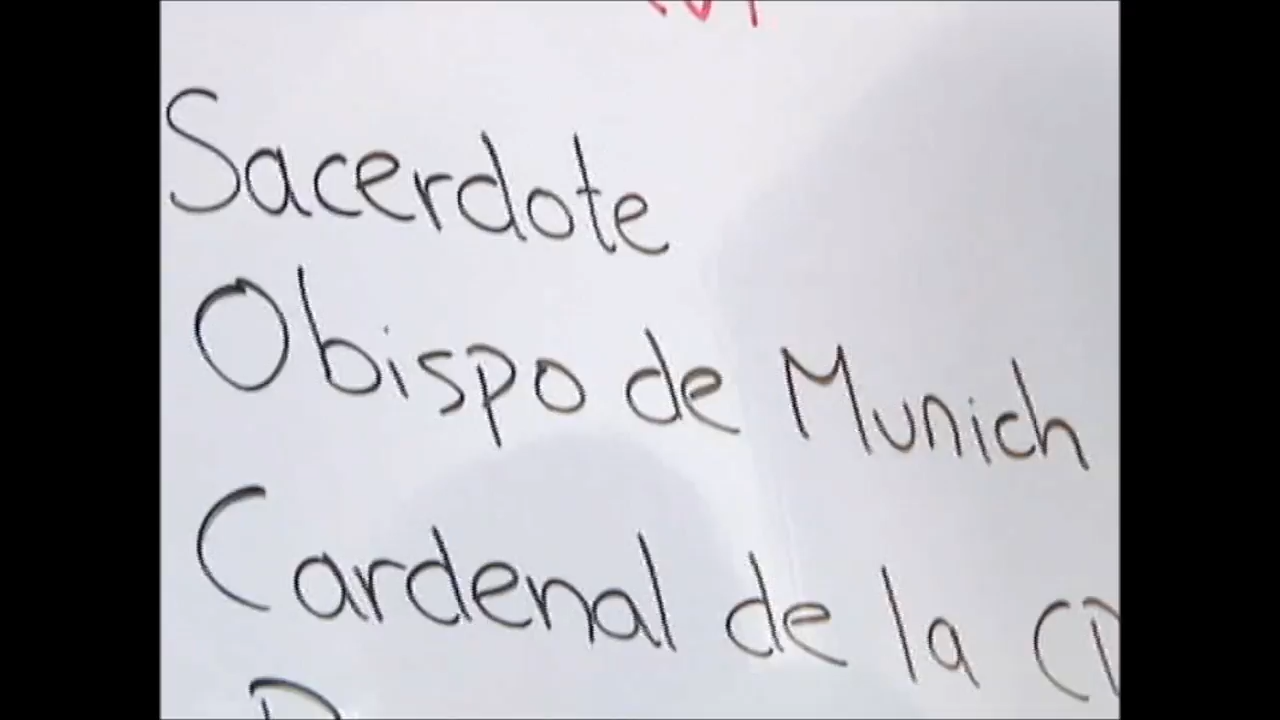 Sacerdote
Obispo de Munich
Cardenal de la